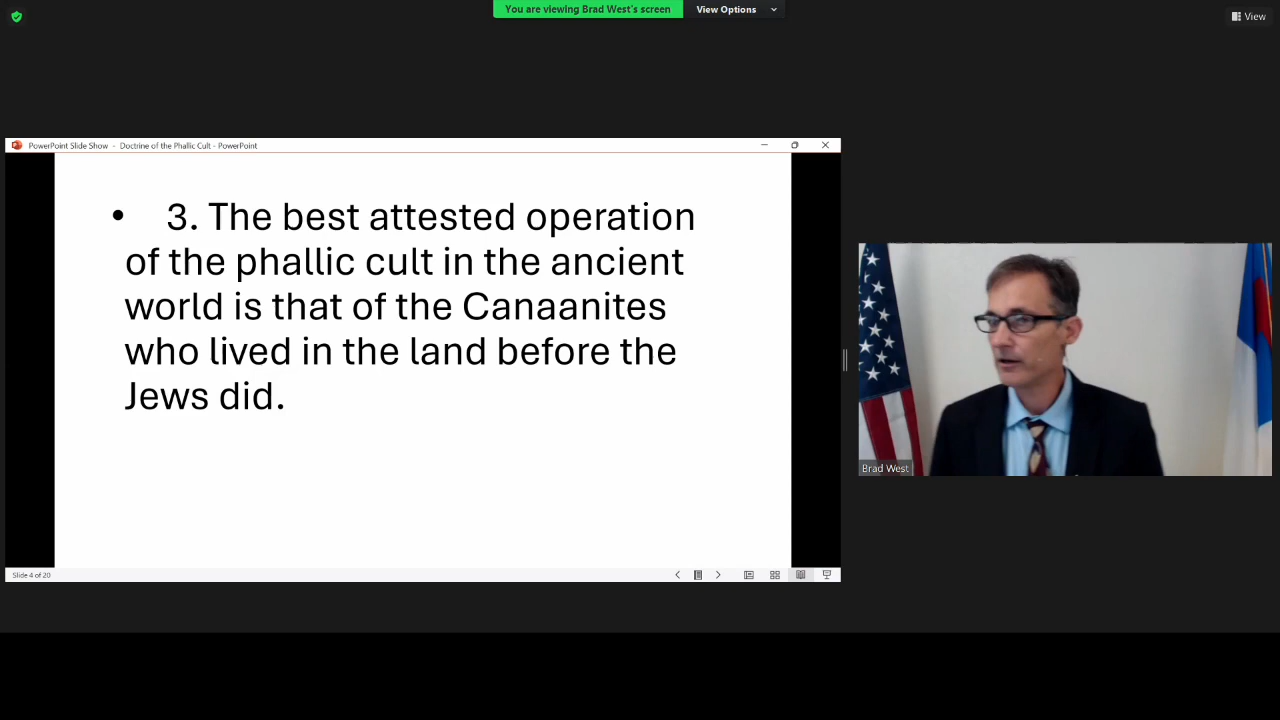 You are viewing Brad West's screen
View Options
View
PowerPoint Slide Show - Doctrine of the Phallic Cult - PowerPoint
• 3. The best attested operation
of the phallic cult in the ancient
world is that of the Canaanites
who lived in the land before the
Jews did.
Brad West
Slide 4 of 20